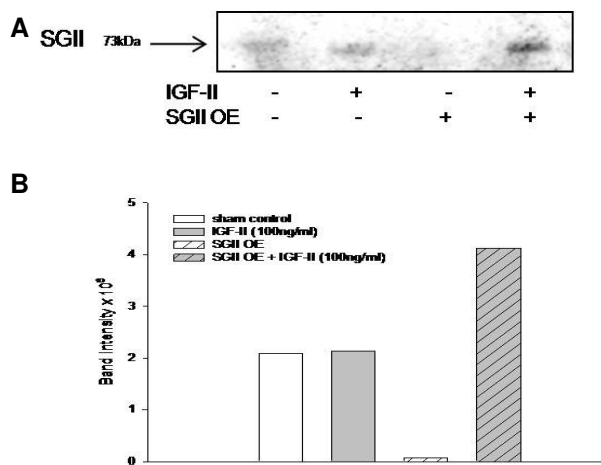 A
SGII 73kDa
IGF-II - + - +
SGII OE - - + +
B
sham control
IGF-II (100ng/ml)
SGII OE
SGII OE + IGF-II (100ng/ml)
Band Intensity x 10⁶
5
4
3
2
1
0